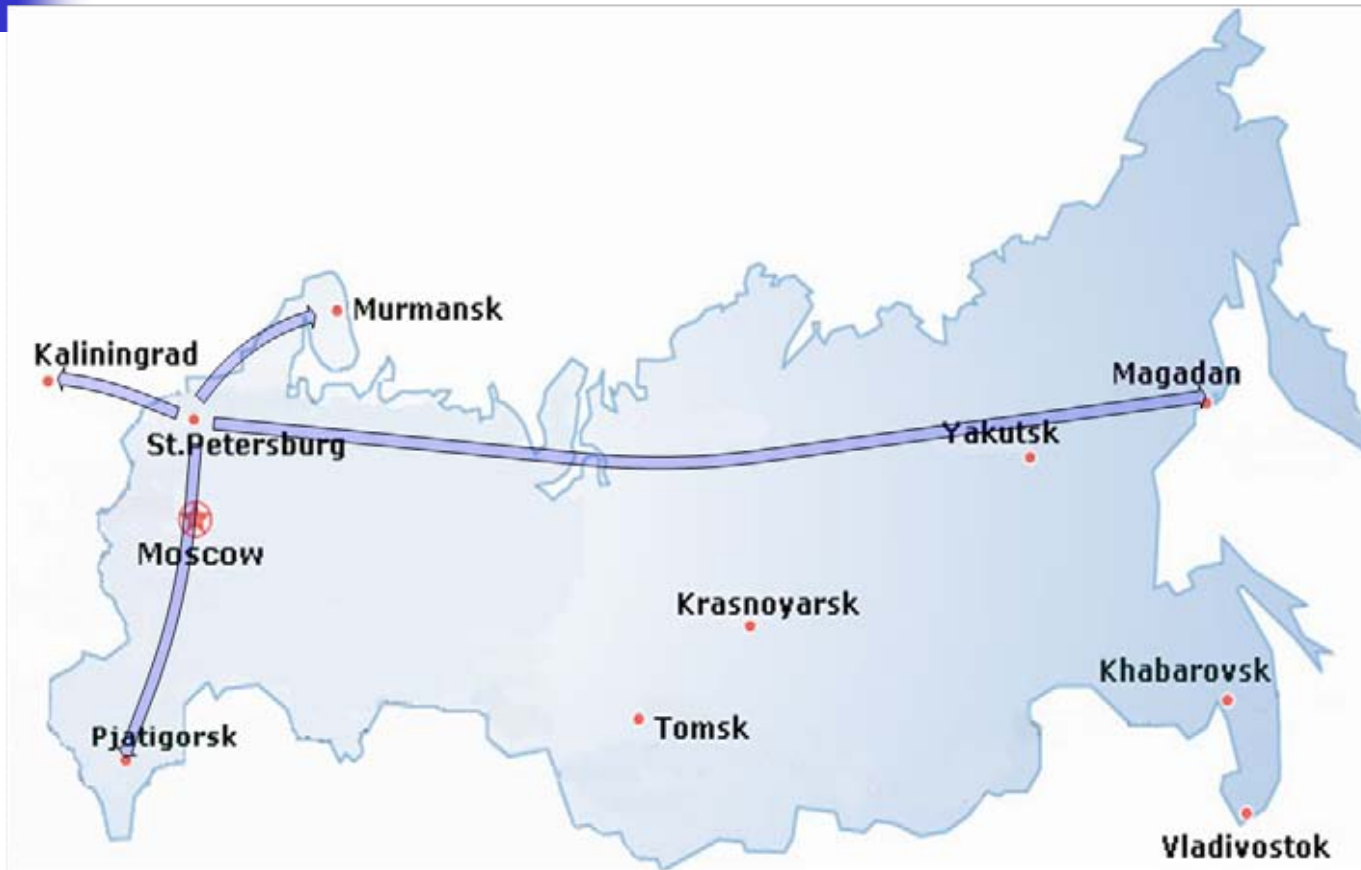 Murmansk
Kaliningrad
Magadan
St.Petersburg
Yakutsk
Moscow
Krasnoyarsk
Khabarovsk
Pjatigorsk
Tomsk
Vladivostok